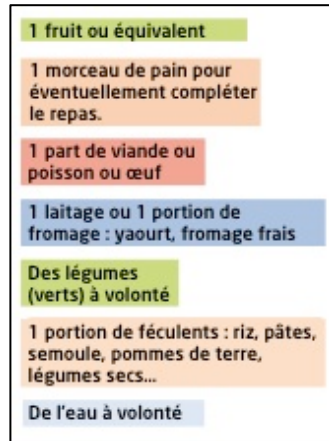 1 fruit ou équivalent
1 morceau de pain pour
éventuellement compléter
le repas.
1 part de viande ou
poisson ou œuf
1 laitage ou 1 portion de
fromage : yaourt, fromage frais
Des légumes
(verts) à volonté
1 portion de féculents : riz, pâtes,
semoule, pommes de terre,
légumes secs...
De l'eau à volonté